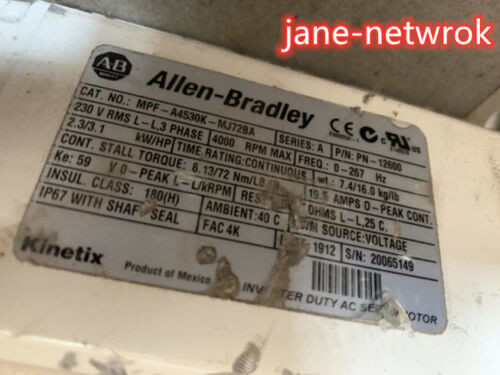 jane-netwrok
AB
Allen-Bradley
CAT. NO.: MPF-A4530K-MJ72BA
SERIES: A
P/N: PN-12600
230 V RMS L-L,3 PHASE
4000 RPM MAX
FREQ.: 0-267 Hz
2.3/3.1 kW/HP
TIME RATING:CONTINUOUS
wt.: 7.4/16.0 kg/lb
CONT. STALL TORQUE: 8.13/72 Nm/LB
AMPS 0-PEAK CONT.
Ke: 59 V 0-PEAK L-L/kRPM
OHMS L-L,25 C.
INSUL. CLASS: 180(H)
AMBIENT:40 C
SOURCE:VOLTAGE
IP67 WITH SHAFT SEAL
FAC 4K
1912
S/N: 20065149
Kinetix
Product of Mexico
DUTY AC